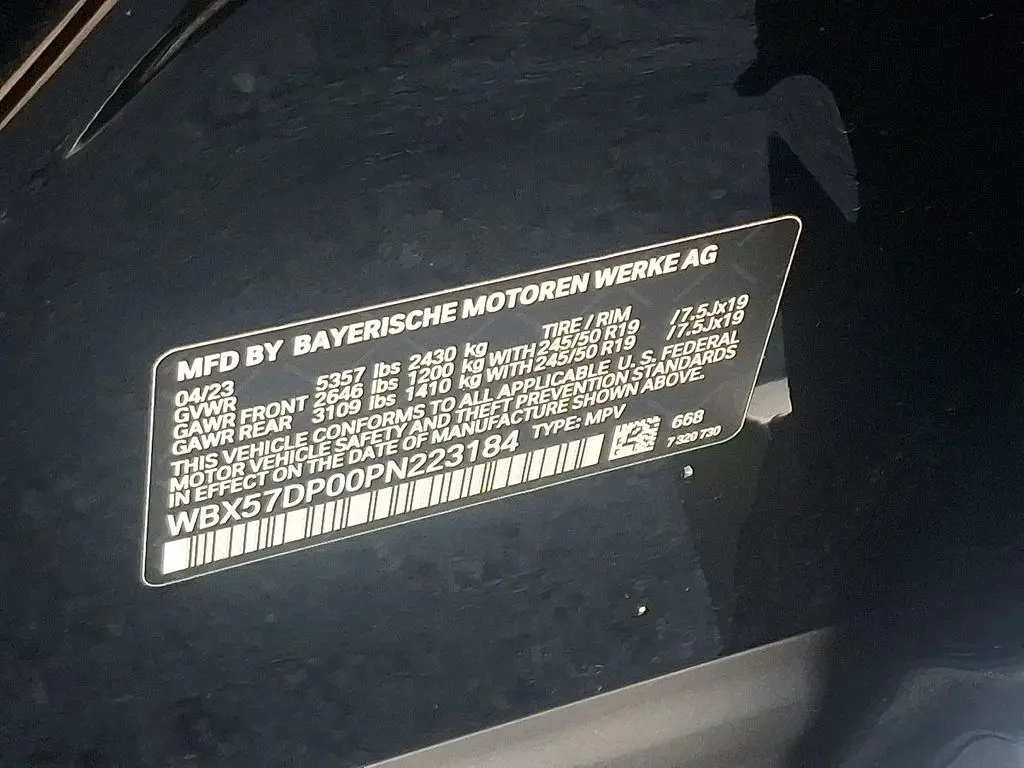 MFD BY BAYERISCHE MOTOREN WERKE AG
04/23 TIRE / RIM
GVWR 5357 lbs 2430 kg
GAWR FRONT 2646 lbs 1200 kg WITH 245/50 R19 /7.5Jx19
GAWR REAR 3109 lbs 1410 kg WITH 245/50 R19 /7.5Jx19
THIS VEHICLE CONFORMS TO ALL APPLICABLE U. S. FEDERAL
MOTOR VEHICLE SAFETY AND THEFT PREVENTION STANDARDS
IN EFFECT ON THE DATE OF MANUFACTURE SHOWN ABOVE.
WBX57DP00PN223184 TYPE: MPV 668
7 320 730